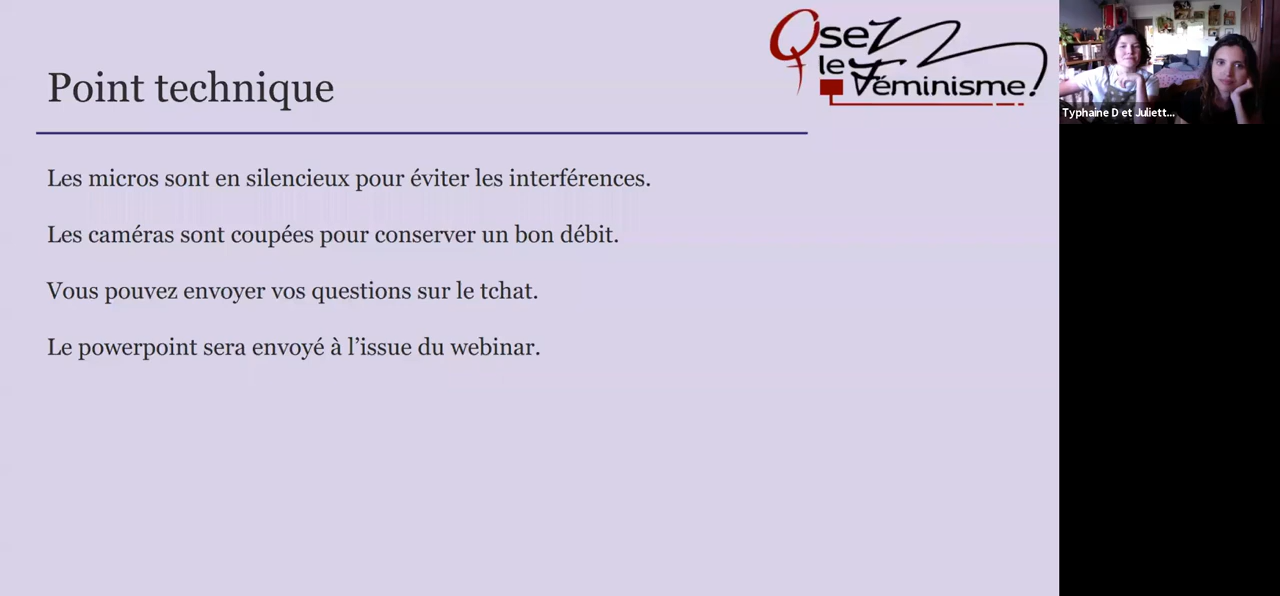 Point technique
Osez
le
Féminisme!
Les micros sont en silencieux pour éviter les interférences.
Les caméras sont coupées pour conserver un bon débit.
Vous pouvez envoyer vos questions sur le tchat.
Le powerpoint sera envoyé à l'issue du webinar.
Typhaine D et Juliett...